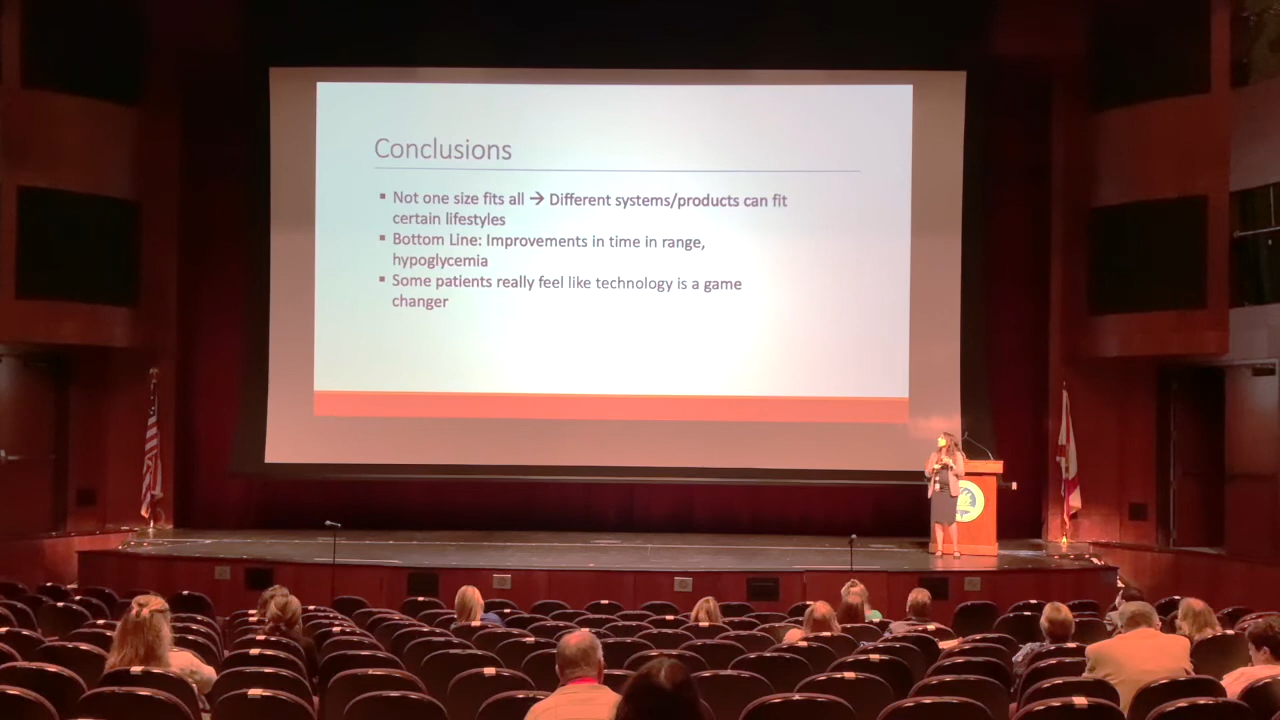 Conclusions
▪ Not one size fits all → Different systems/products can fit
certain lifestyles
▪ Bottom Line: Improvements in time in range,
hypoglycemia
▪ Some patients really feel like technology is a game
changer